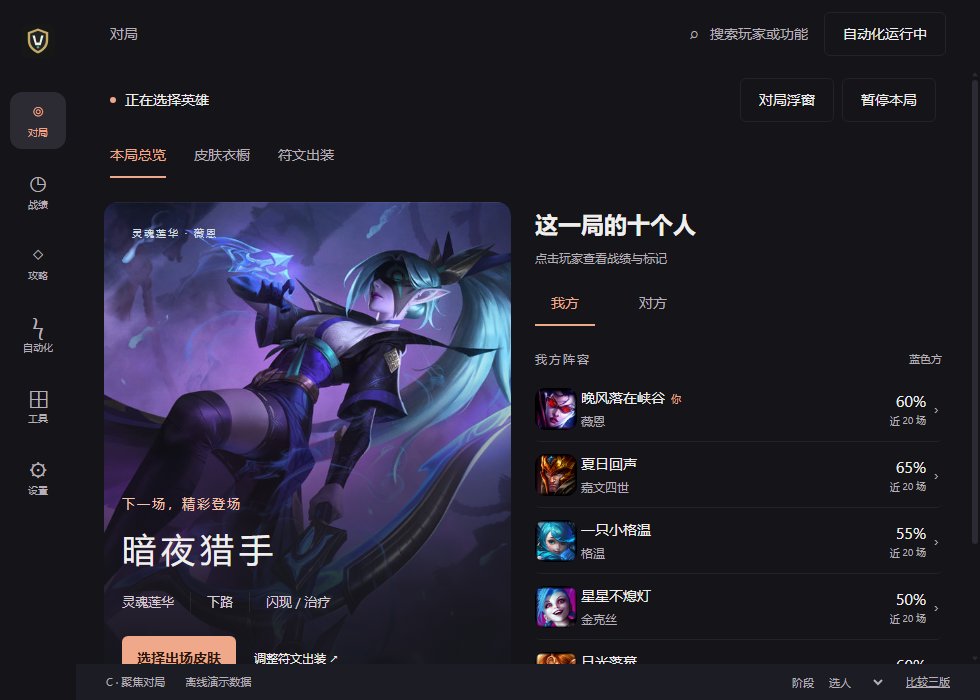 对局
搜索玩家或功能
自动化运行中
正在选择英雄
对局浮窗
暂停本局
对局
战绩
攻略
自动化
工具
设置
本局总览
皮肤衣橱
符文出装
灵魂莲华 · 薇恩
下一场，精彩登场
暗夜猎手
灵魂莲华
下路
闪现 / 治疗
选择出场皮肤
调整符文出装 ↗
这一局的十个人
点击玩家查看战绩与标记
我方
对方
我方阵容
蓝色方
晚风落在峡谷 你
薇恩
60%
近 20 场
夏日回声
嘉文四世
65%
近 20 场
一只小格温
格温
55%
近 20 场
星星不熄灯
金克丝
50%
近 20 场
日光落幕
60%
C · 聚焦对局
离线演示数据
阶段
选人
比较三版